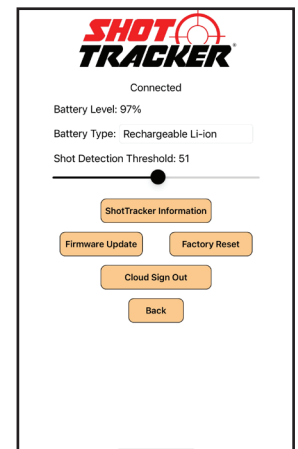 SHOT
TRACKER
Connected
Battery Level: 97%
Battery Type: Rechargeable Li-ion
Shot Detection Threshold: 51
ShotTracker Information
Firmware Update Factory Reset
Cloud Sign Out
Back